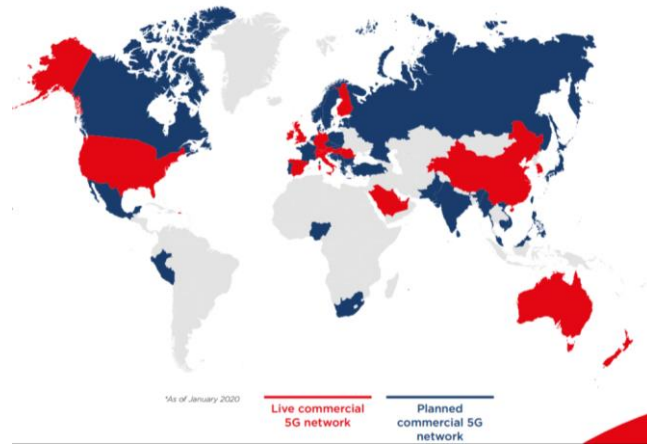 *As of January 2020
Live commercial
5G network
Planned
commercial 5G
network